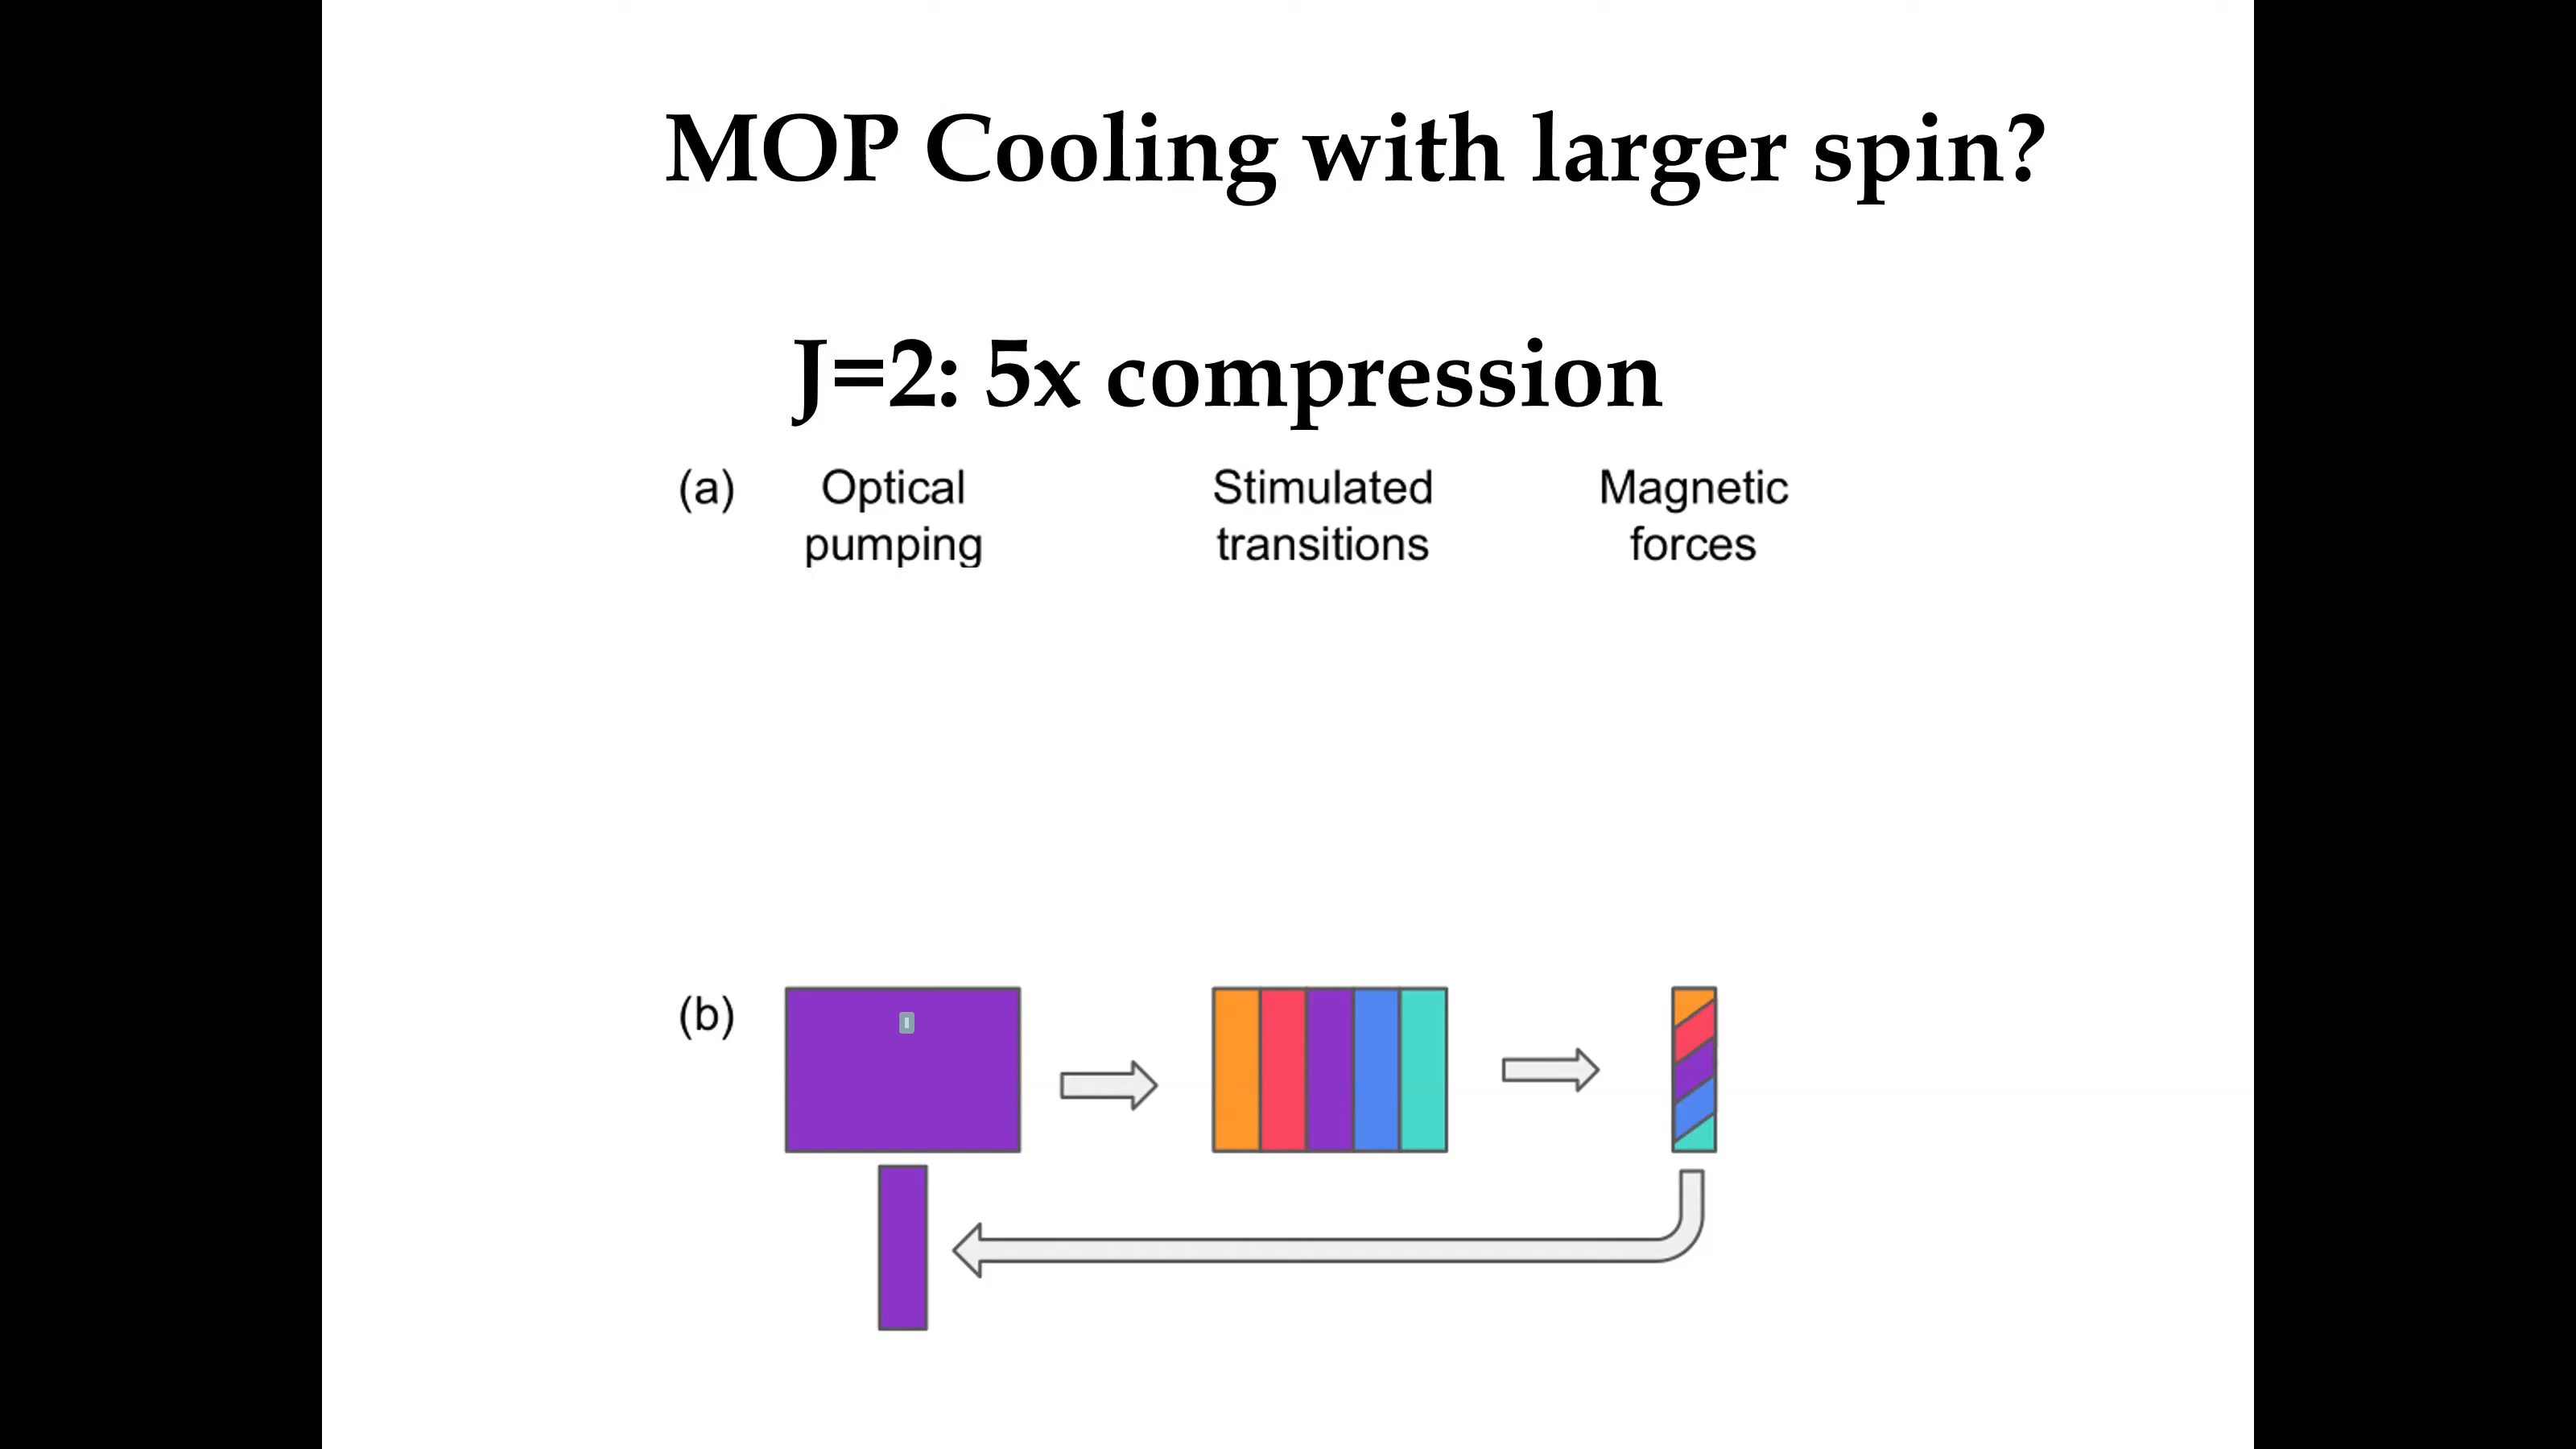 MOP Cooling with larger spin?
J=2: 5x compression
(a) Optical pumping Stimulated transitions Magnetic forces
(b)